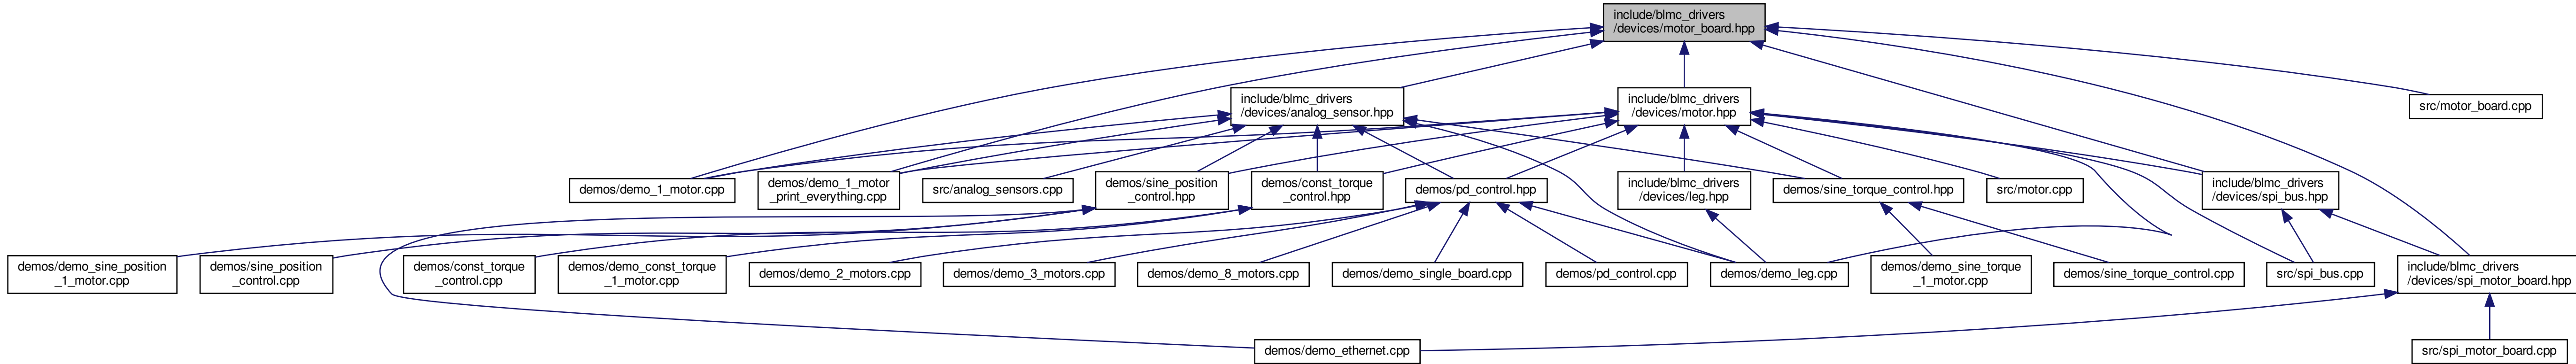 include/blmc_drivers
/devices/motor_board.hpp
include/blmc_drivers
/devices/analog_sensor.hpp
include/blmc_drivers
/devices/motor.hpp
src/motor_board.cpp
demos/demo_1_motor.cpp
demos/demo_1_motor
_print_everything.cpp
src/analog_sensors.cpp
demos/sine_position
_control.hpp
demos/const_torque
_control.hpp
demos/pd_control.hpp
include/blmc_drivers
/devices/leg.hpp
demos/sine_torque_control.hpp
src/motor.cpp
include/blmc_drivers
/devices/spi_bus.hpp
demos/demo_sine_position
_1_motor.cpp
demos/sine_position
_control.cpp
demos/const_torque
_control.cpp
demos/demo_const_torque
_1_motor.cpp
demos/demo_2_motors.cpp
demos/demo_3_motors.cpp
demos/demo_8_motors.cpp
demos/demo_single_board.cpp
demos/pd_control.cpp
demos/demo_leg.cpp
demos/demo_sine_torque
_1_motor.cpp
demos/sine_torque_control.cpp
src/spi_bus.cpp
include/blmc_drivers
/devices/spi_motor_board.hpp
demos/demo_ethernet.cpp
src/spi_motor_board.cpp